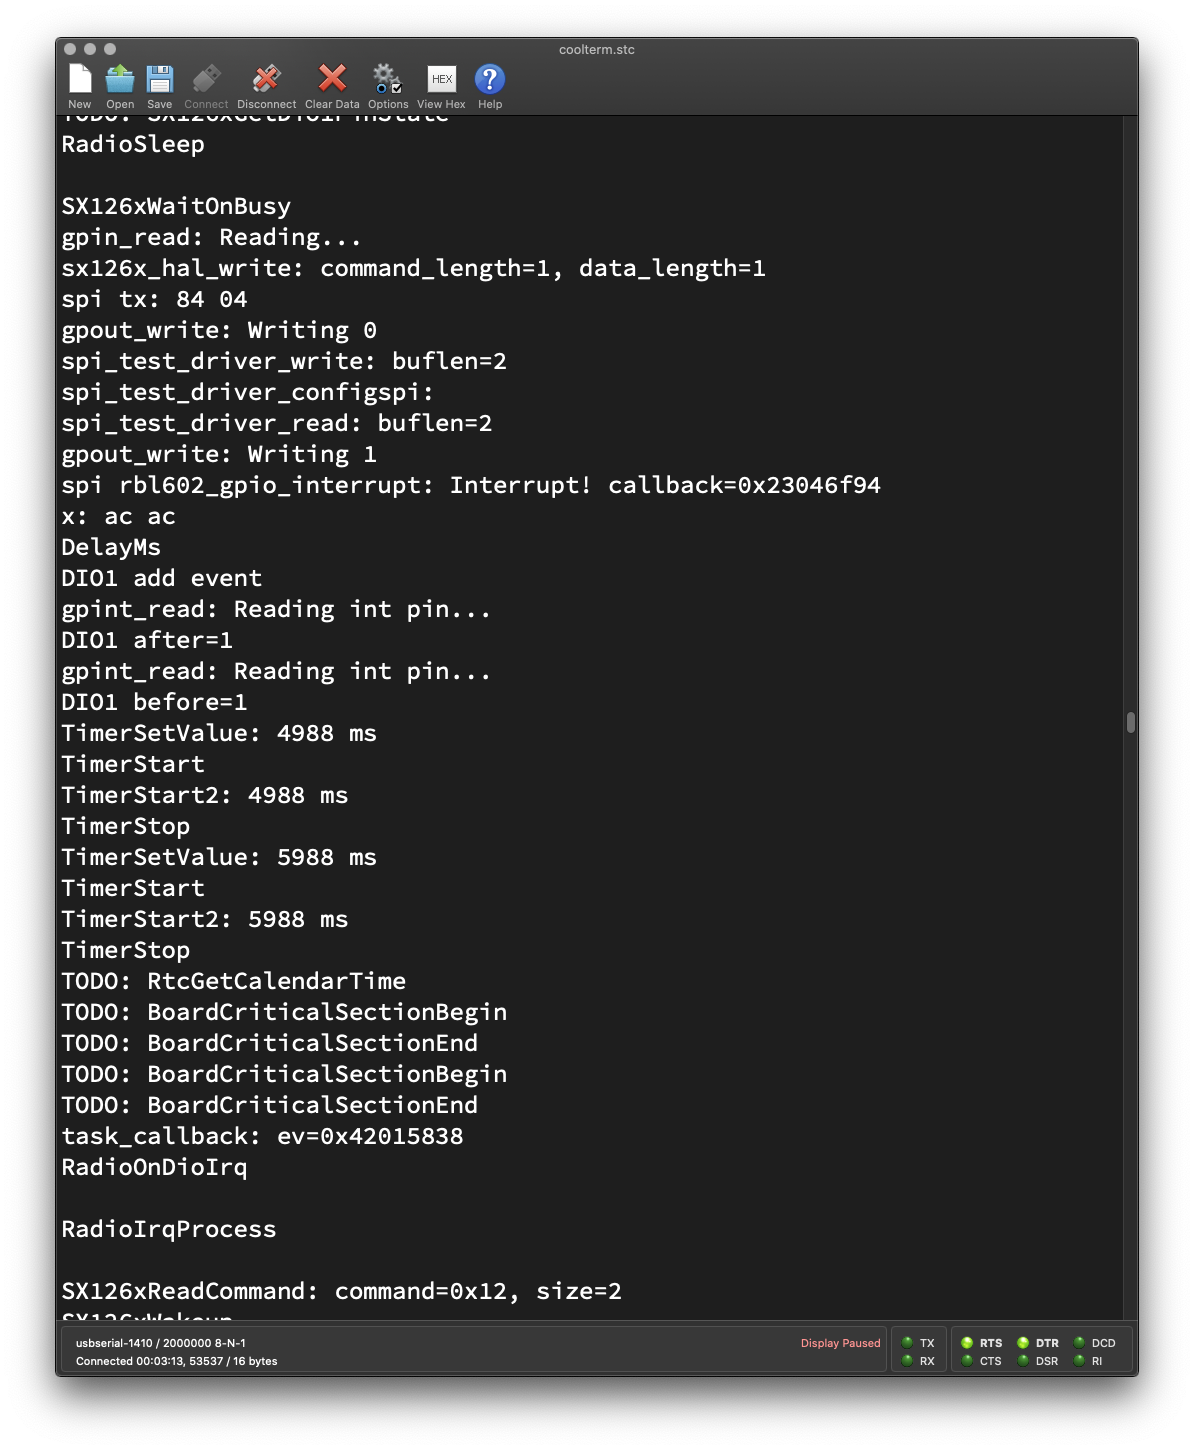 coolterm.stc
New Open Save Connect Disconnect Clear Data Options HEX View Hex ? Help
TODO: SX126xGetDio1PinState
RadioSleep
SX126xWaitOnBusy
gpin_read: Reading...
sx126x_hal_write: command_length=1, data_length=1
spi tx: 84 04
gpout_write: Writing 0
spi_test_driver_write: buflen=2
spi_test_driver_configspi:
spi_test_driver_read: buflen=2
gpout_write: Writing 1
spi rbl602_gpio_interrupt: Interrupt! callback=0x23046f94
x: ac ac
DelayMs
DIO1 add event
gpint_read: Reading int pin...
DIO1 after=1
gpint_read: Reading int pin...
DIO1 before=1
TimerSetValue: 4988 ms
TimerStart
TimerStart2: 4988 ms
TimerStop
TimerSetValue: 5988 ms
TimerStart
TimerStart2: 5988 ms
TimerStop
TODO: RtcGetCalendarTime
TODO: BoardCriticalSectionBegin
TODO: BoardCriticalSectionEnd
TODO: BoardCriticalSectionBegin
TODO: BoardCriticalSectionEnd
task_callback: ev=0x42015838
RadioOnDioIrq
RadioIrqProcess
SX126xReadCommand: command=0x12, size=2
SX126xWakeup
usbserial-1410 / 2000000 8-N-1
Connected 00:03:13, 53537 / 16 bytes
Display Paused
TX RTS DTR DCD
RX CTS DSR RI